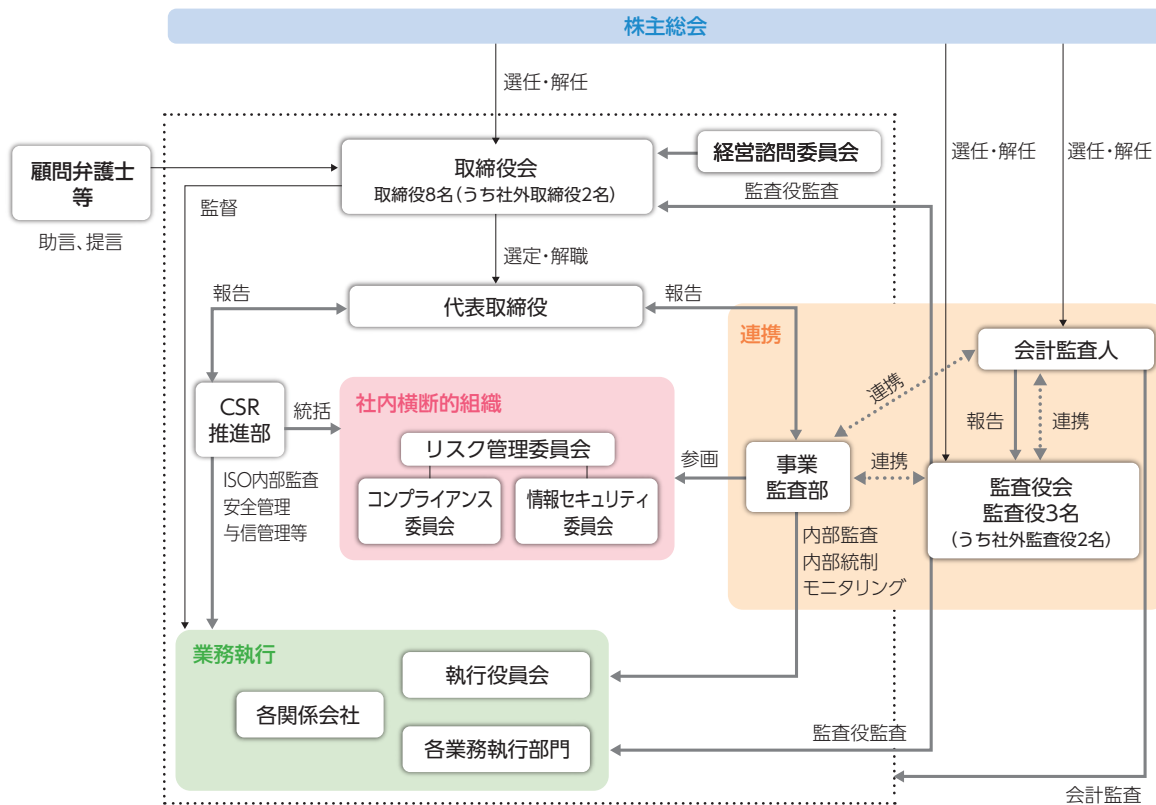 株主総会
選任・解任
選任・解任
選任・解任
顧問弁護士
等
助言、提言
取締役会
取締役8名(うち社外取締役2名)
経営諮問委員会
監査役監査
監督
選定・解職
代表取締役
報告
報告
連携
会計監査人
連携
報告
連携
CSR
推進部
統括
社内横断的組織
リスク管理委員会
コンプライアンス
委員会
情報セキュリティ
委員会
参画
事業
監査部
連携
監査役会
監査役3名
(うち社外監査役2名)
ISO内部監査
安全管理
与信管理等
内部監査
内部統制
モニタリング
業務執行
執行役員会
各関係会社
各業務執行部門
監査役監査
会計監査